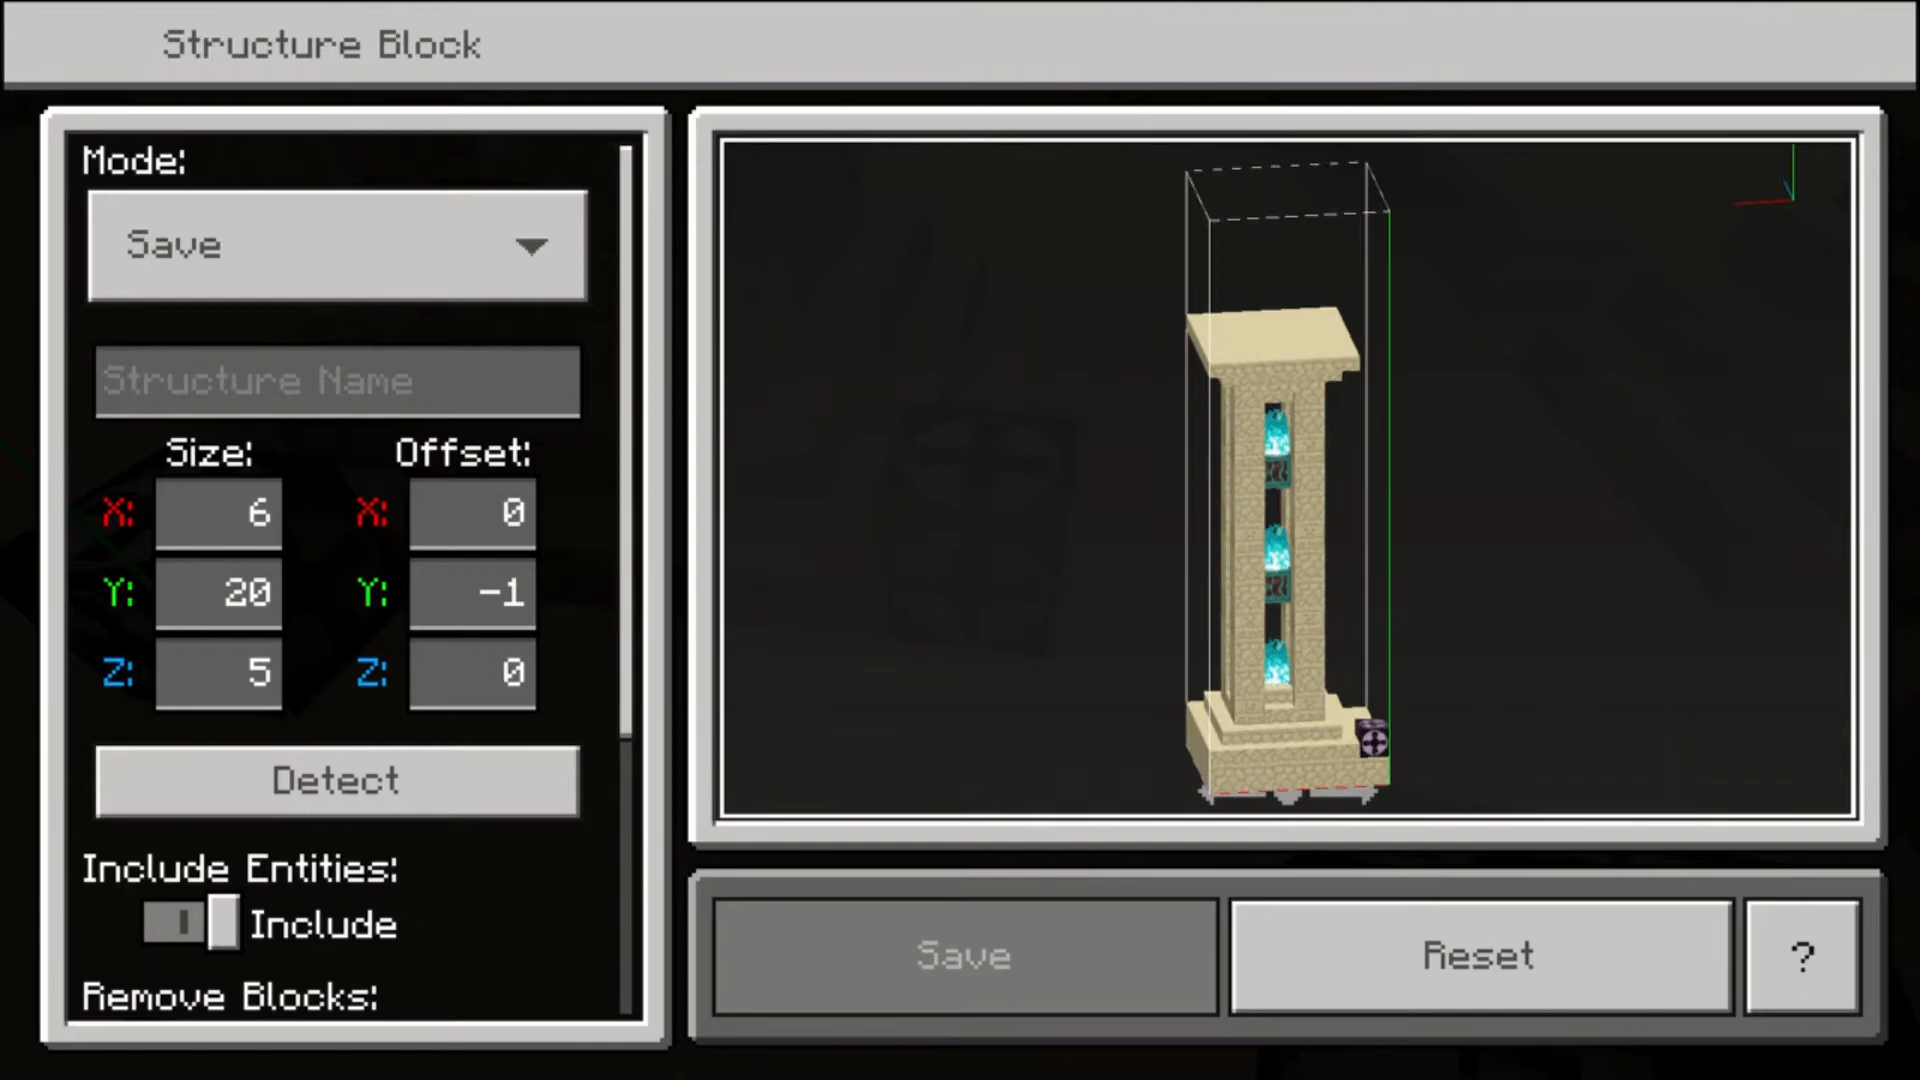 Structure Block
Mode:
Save
Structure Name
Size: Offset:
X: 6 X: 0
Y: 20 Y: -1
Z: 5 Z: 0
Detect
Include Entities:
Include
Remove Blocks:
Save Reset ?